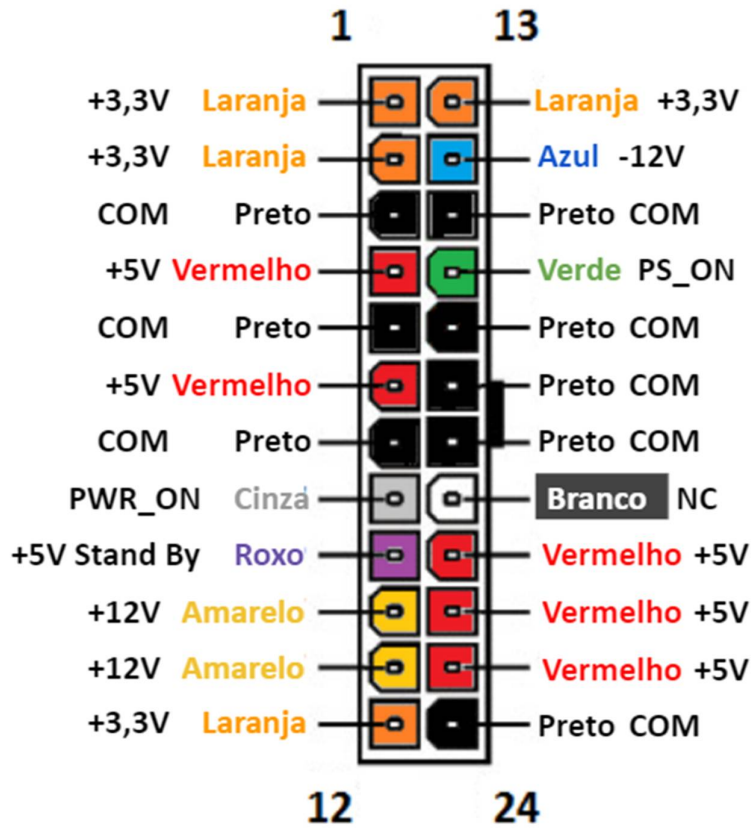 1 13
+3,3V Laranja Laranja +3,3V
+3,3V Laranja Azul -12V
COM Preto Preto COM
+5V Vermelho Verde PS_ON
COM Preto Preto COM
+5V Vermelho Preto COM
COM Preto Preto COM
PWR_ON Cinza Branco NC
+5V Stand By Roxo Vermelho +5V
+12V Amarelo Vermelho +5V
+12V Amarelo Vermelho +5V
+3,3V Laranja Preto COM
12 24